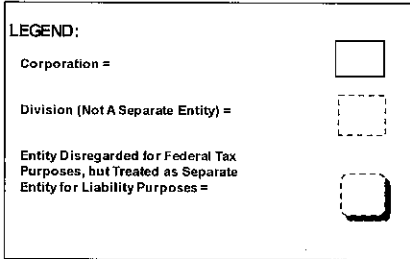 LEGEND:
Corporation =
Division (Not A Separate Entity) =
Entity Disregarded for Federal Tax
Purposes, but Treated as Separate
Entity for Liability Purposes =